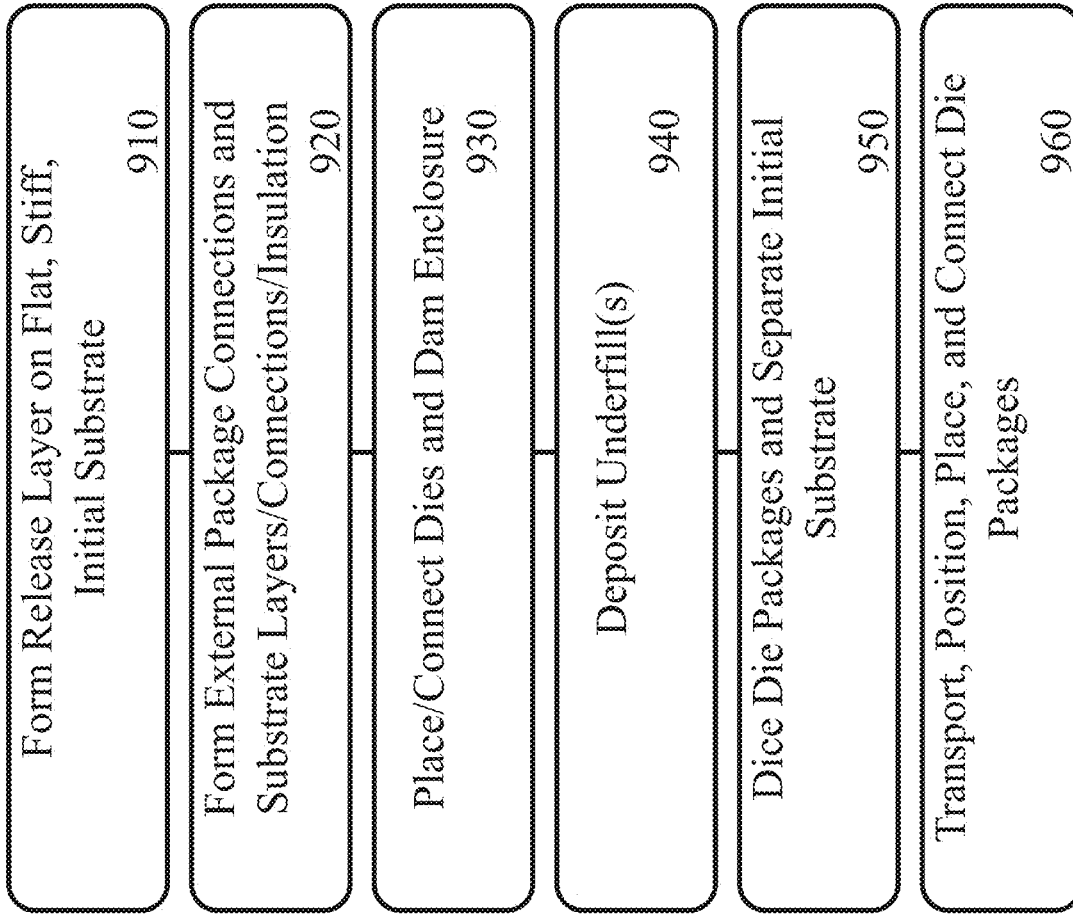 Form Release Layer on Flat, Stiff,
Initial Substrate
910
Form External Package Connections and
Substrate Layers/Connections/Insulation
920
Place/Connect Dies and Dam Enclosure
930
Deposit Underfill(s)
940
Dice Die Packages and Separate Initial
Substrate
950
Transport, Position, Place, and Connect Die
Packages
960